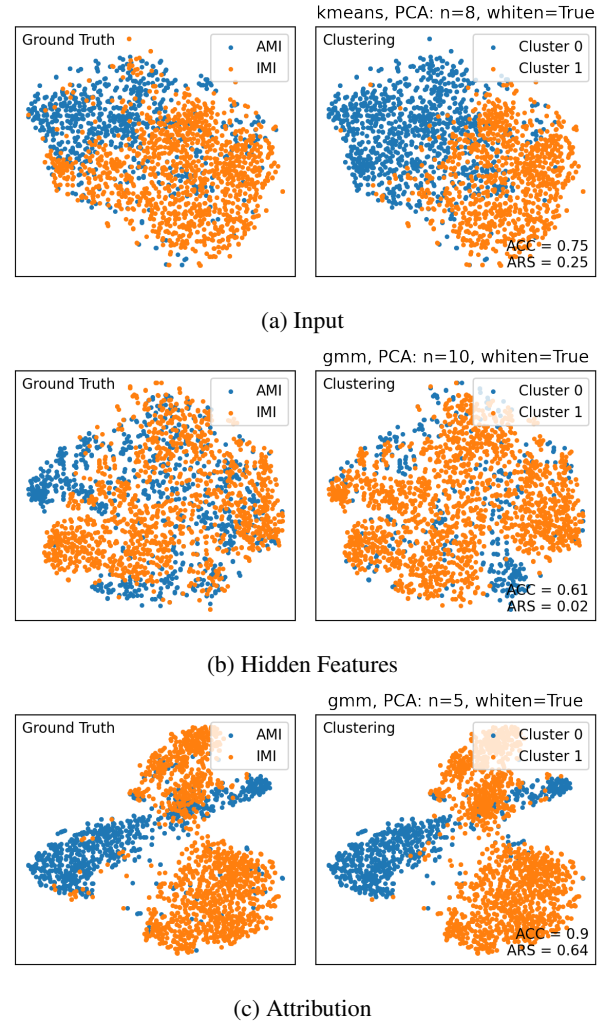 kmeans, PCA: n=8, whiten=True
Ground Truth
AMI
IMI
Clustering
Cluster 0
Cluster 1
ACC = 0.75
ARS = 0.25
(a) Input
gmm, PCA: n=10, whiten=True
Ground Truth
AMI
IMI
Clustering
Cluster 0
Cluster 1
ACC = 0.61
ARS = 0.02
(b) Hidden Features
gmm, PCA: n=5, whiten=True
Ground Truth
AMI
IMI
Clustering
Cluster 0
Cluster 1
ACC = 0.9
ARS = 0.64
(c) Attribution